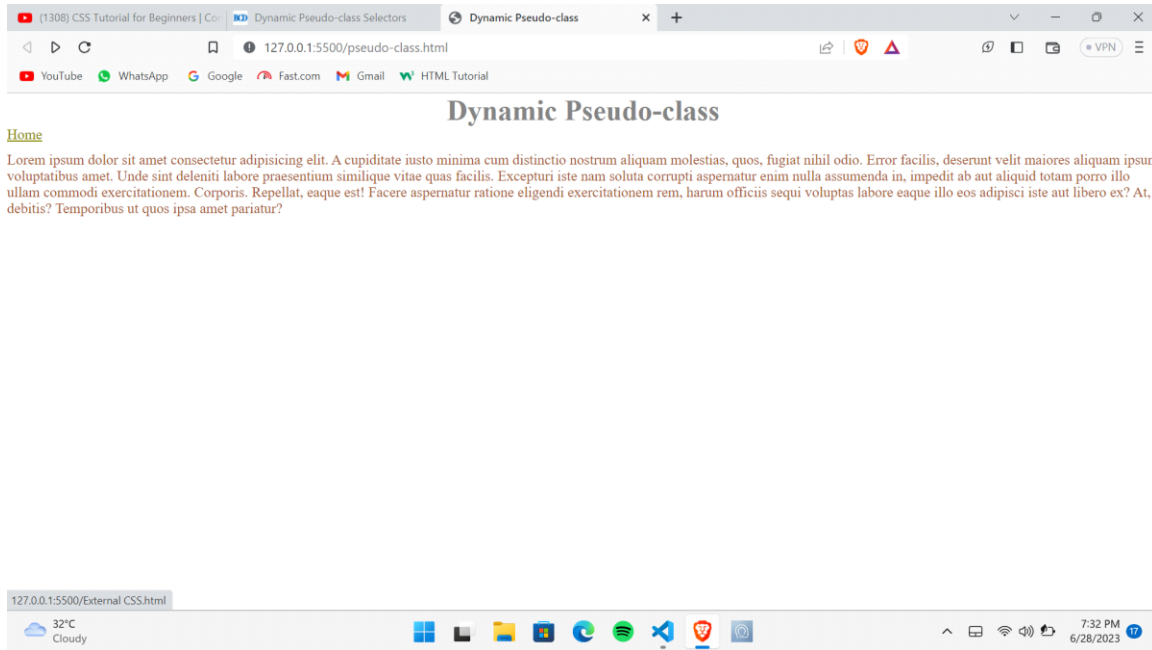 (1308) CSS Tutorial for Beginners | Cor
Dynamic Pseudo-class Selectors
Dynamic Pseudo-class
127.0.0.1:5500/pseudo-class.html
VPN
YouTube WhatsApp Google Fast.com Gmail HTML Tutorial
Dynamic Pseudo-class
Home
Lorem ipsum dolor sit amet consectetur adipisicing elit. A cupiditate iusto minima cum distinctio nostrum aliquam molestias, quos, fugiat nihil odio. Error facilis, deserunt velit maiores aliquam ipsur
voluptatibus amet. Unde sint deleniti labore praesentium similique vitae quas facilis. Excepturi iste nam soluta corrupti aspernatur enim nulla assumenda in, impedit ab aut aliquid totam porro illo
ullam commodi exercitationem. Corporis. Repellat, eaque est! Facere aspernatur ratione eligendi exercitationem rem, harum officiis sequi voluptas labore eaque illo eos adipisci iste aut libero ex? At,
debitis? Temporibus ut quos ipsa amet pariatur?
127.0.0.1:5500/External CSS.html
32°C
Cloudy
7:32 PM
6/28/2023
17